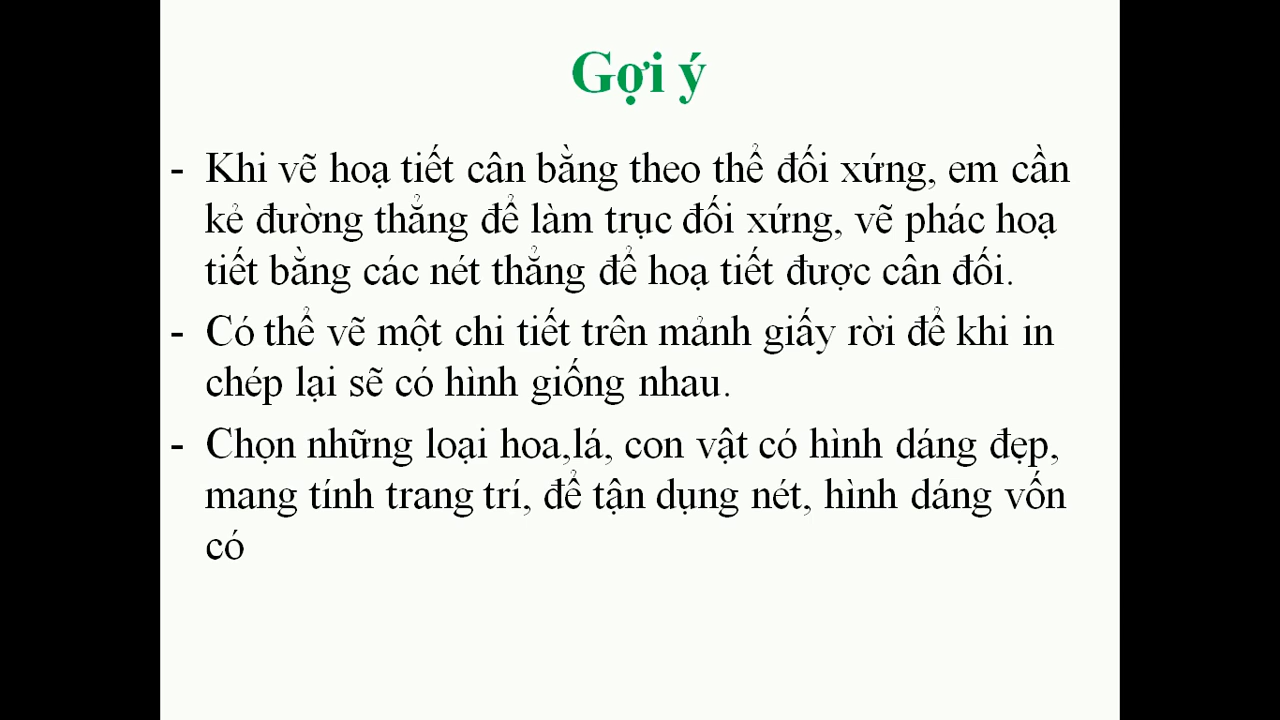 Gợi ý
- Khi vẽ hoạ tiết cân bằng theo thể đối xứng, em cần
kẻ đường thẳng để làm trục đối xứng, vẽ phác hoạ
tiết bằng các nét thẳng để hoạ tiết được cân đối.
- Có thể vẽ một chi tiết trên mảnh giấy rời để khi in
chép lại sẽ có hình giống nhau.
- Chọn những loại hoa,lá, con vật có hình dáng đẹp,
mang tính trang trí, để tận dụng nét, hình dáng vốn
có